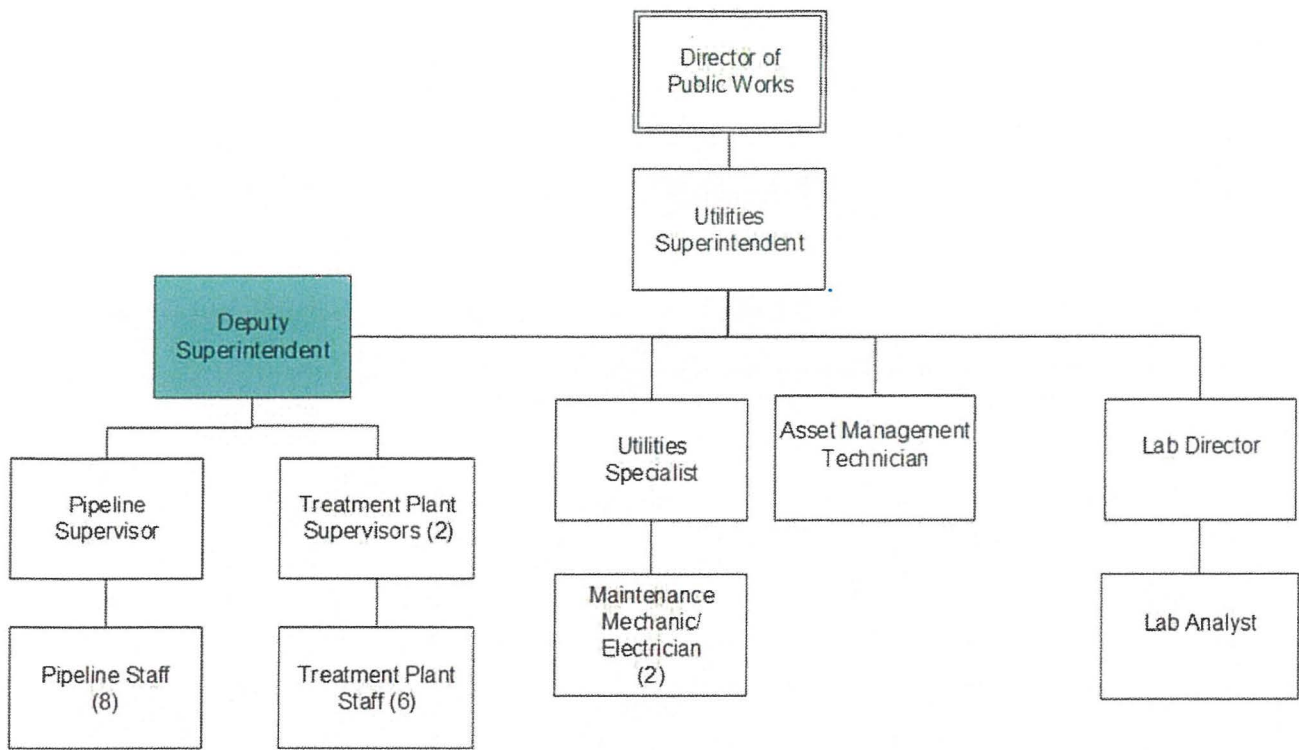 Director of
Public Works
Utilities
Superintendent
Deputy
Superintendent
Utilities
Specialist
Asset Management
Technician
Lab Director
Pipeline
Supervisor
Treatment Plant
Supervisors (2)
Maintenance
Mechanic/
Electrician
(2)
Lab Analyst
Pipeline Staff
(8)
Treatment Plant
Staff (6)